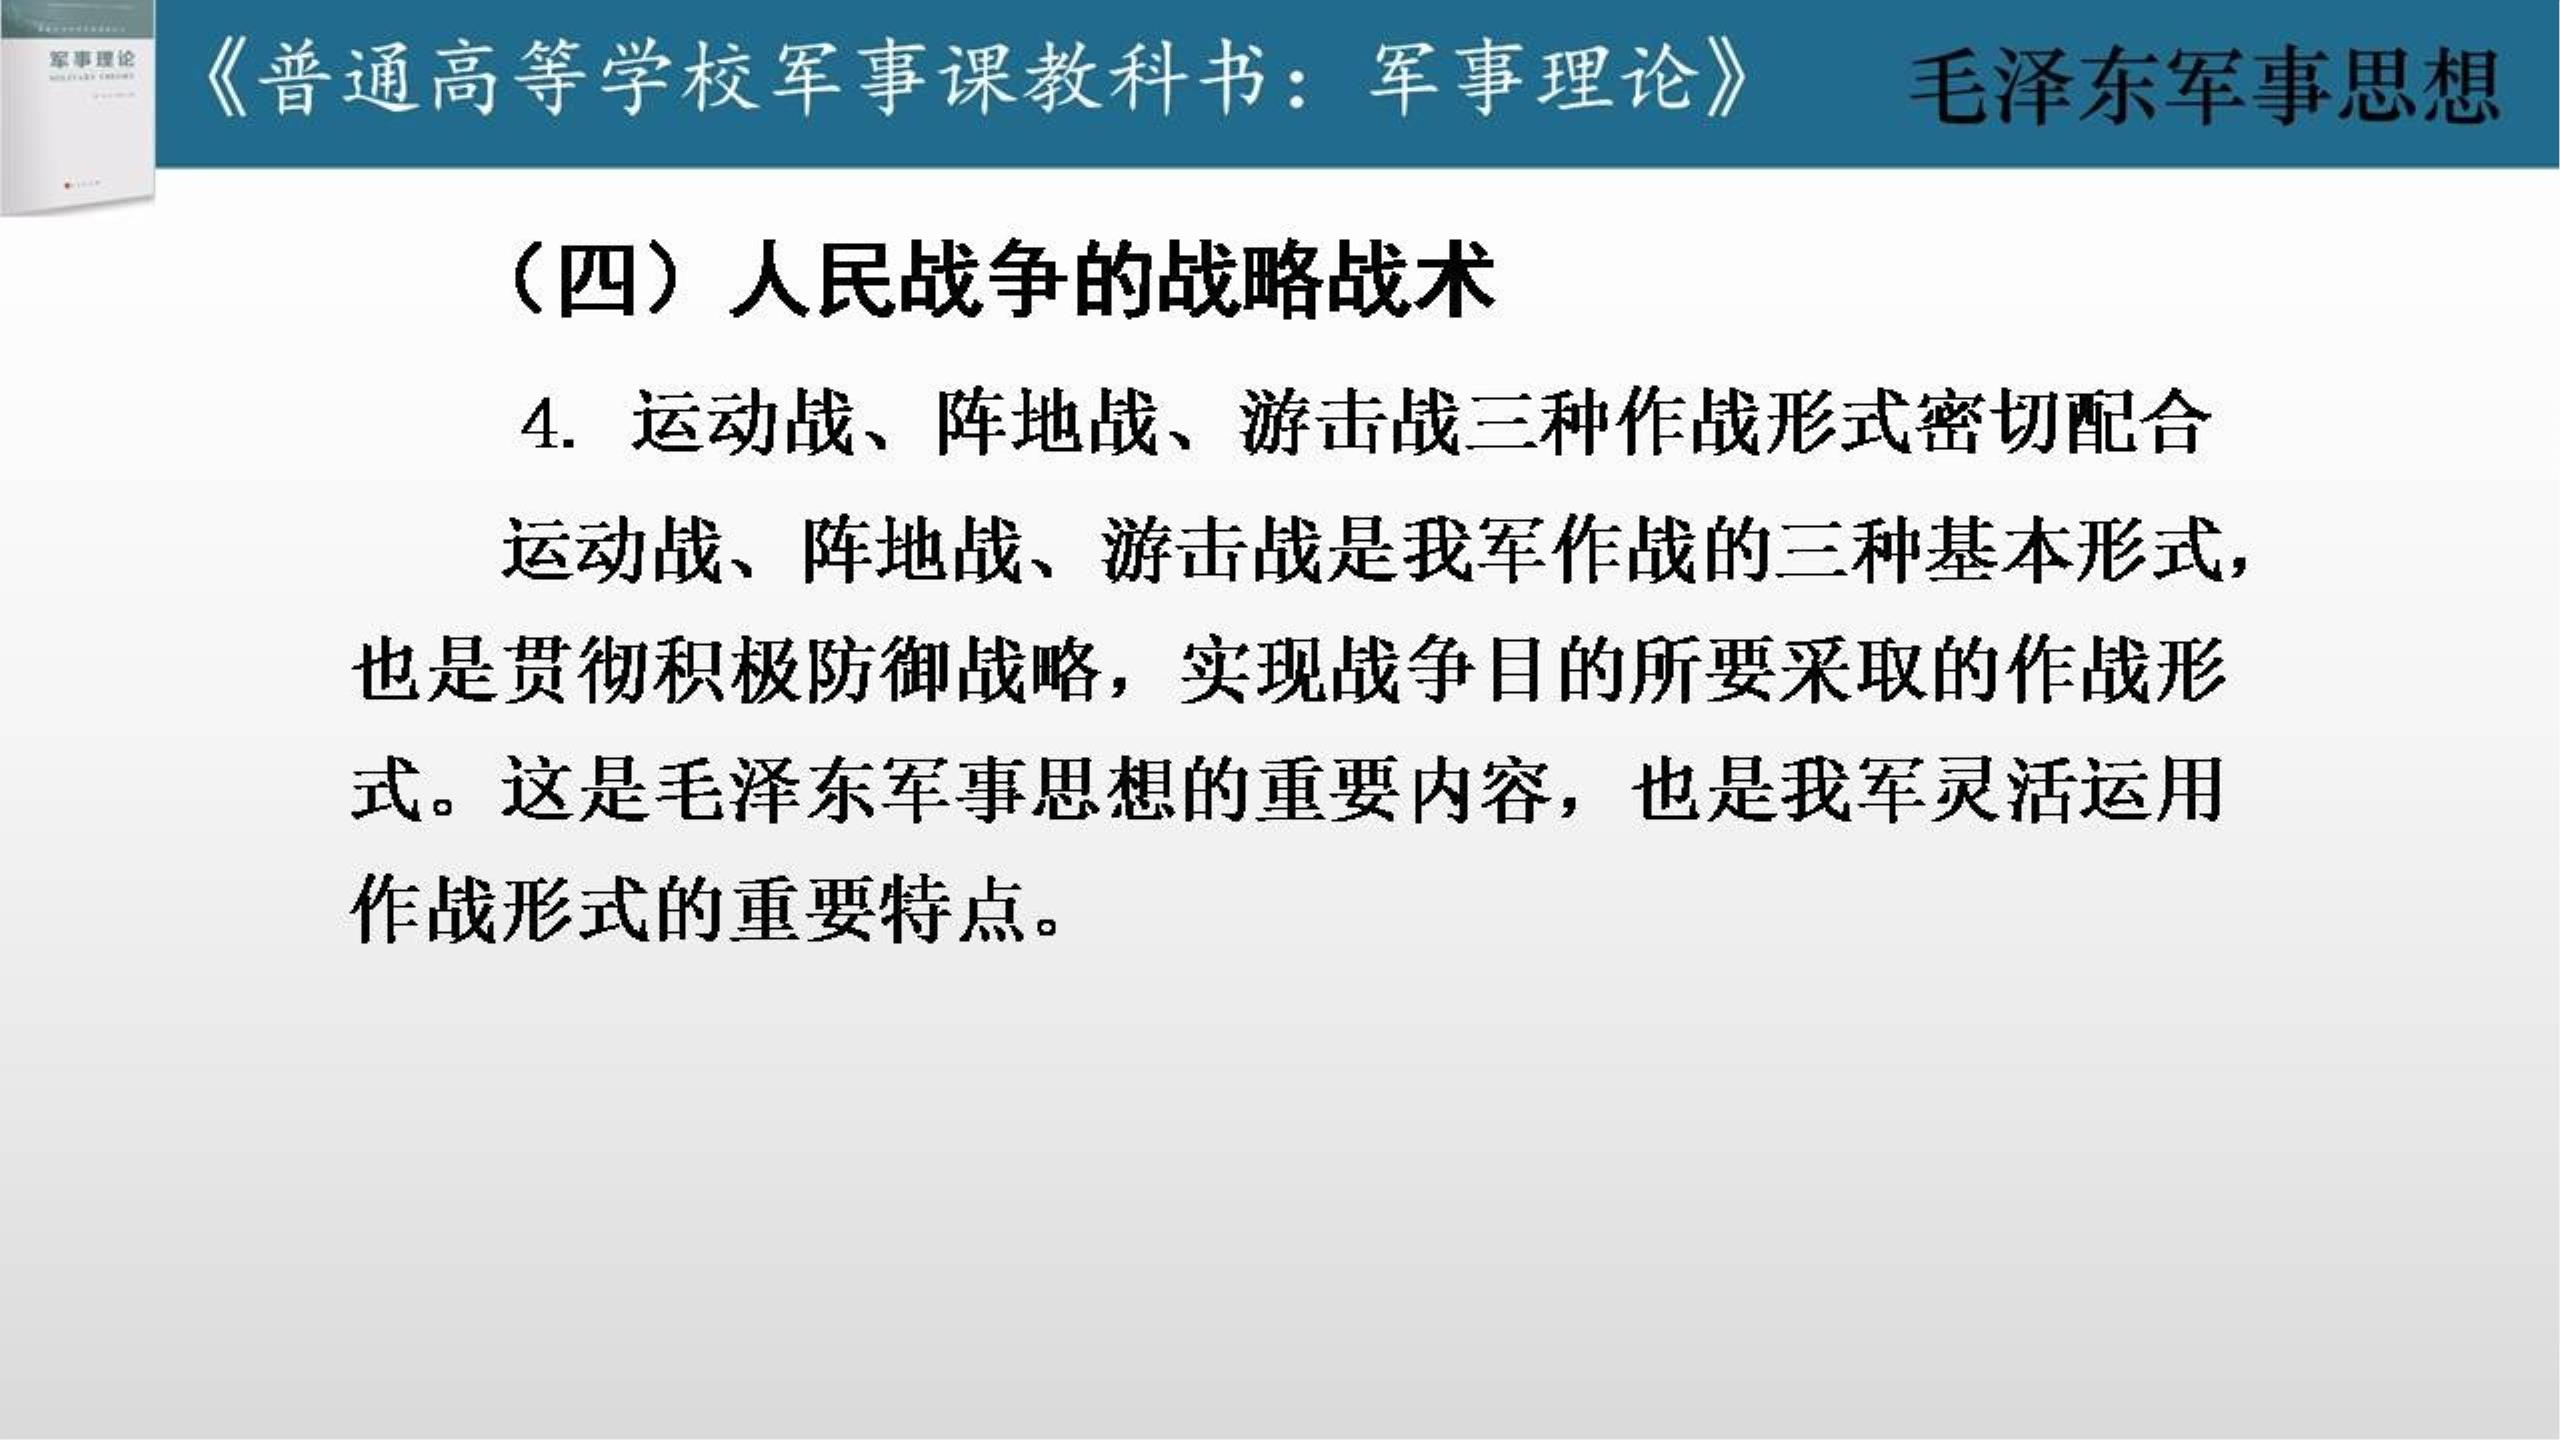 军事理论
MILITARY THEORY
《普通高等学校军事课教科书：军事理论》
毛泽东军事思想
（四）人民战争的战略战术
4. 运动战、阵地战、游击战三种作战形式密切配合
运动战、阵地战、游击战是我军作战的三种基本形式，
也是贯彻积极防御战略，实现战争目的所要采取的作战形
式。这是毛泽东军事思想的重要内容，也是我军灵活运用
作战形式的重要特点。